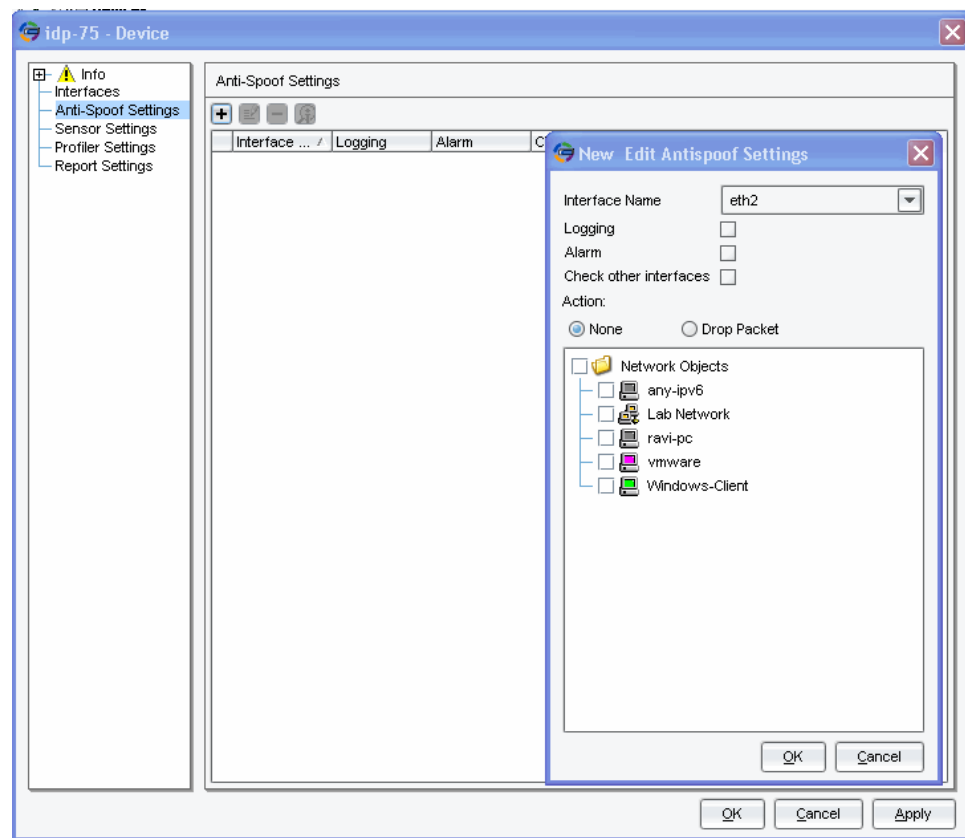 idp-75 - Device
Info
Interfaces
Anti-Spoof Settings
Sensor Settings
Profiler Settings
Report Settings
Anti-Spoof Settings
Interface ... Logging Alarm C
New Edit Antispoof Settings
Interface Name eth2
Logging
Alarm
Check other interfaces
Action:
None Drop Packet
Network Objects
any-ipv6
Lab Network
ravi-pc
vmware
Windows-Client
OK Cancel
OK Cancel Apply